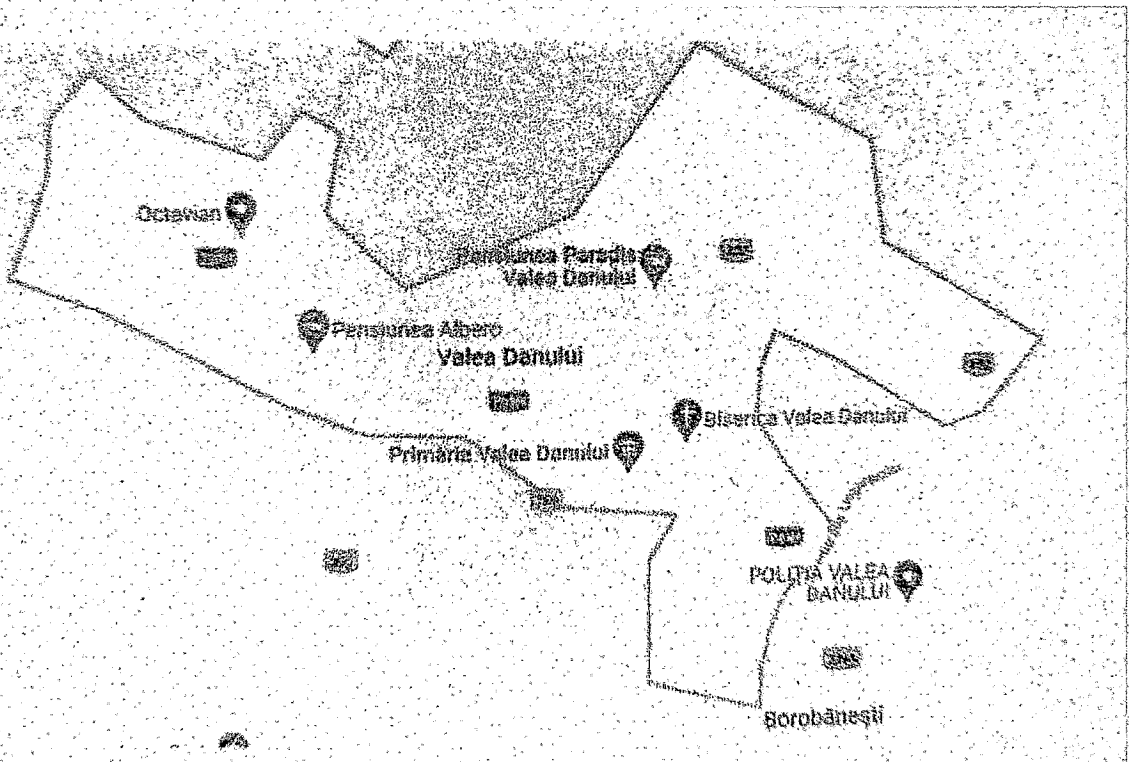 Octavian
Pensiunea Paradis
Valea Danului
Pensiunea Albero
Valea Danului
Biserica Valea Danului
Primăria Valea Danului
POLIȚIA VALEA
DANULUI
Borobănești